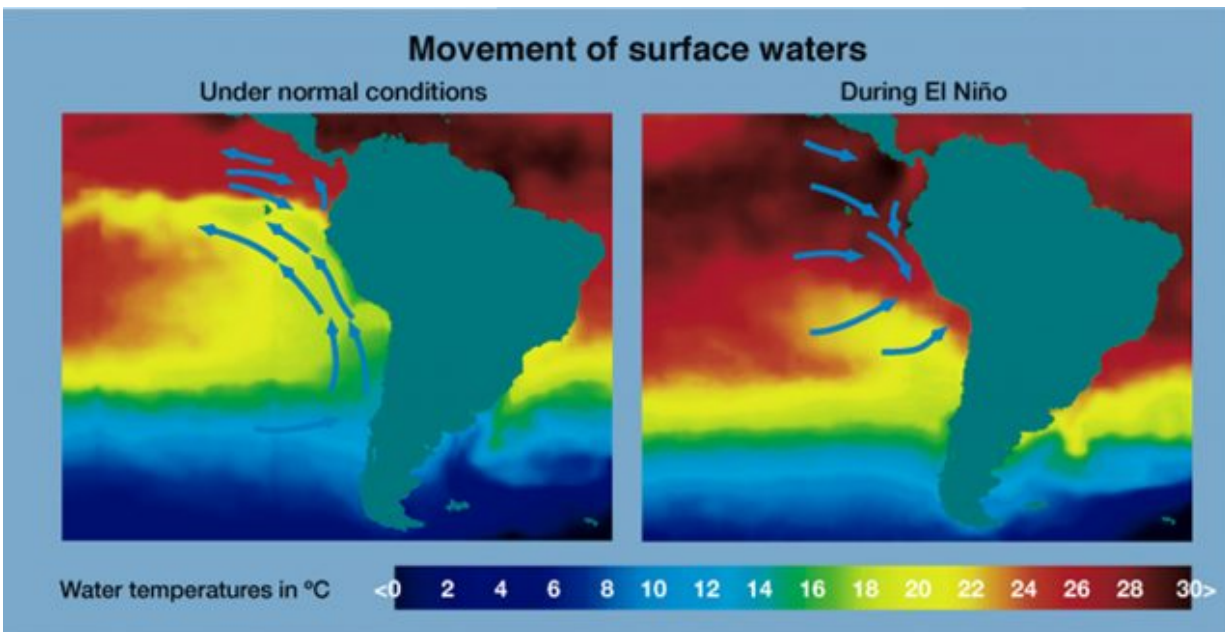 Movement of surface waters
Under normal conditions
During El Niño
Water temperatures in ºC
<0 2 4 6 8 10 12 14 16 18 20 22 24 26 28 30>